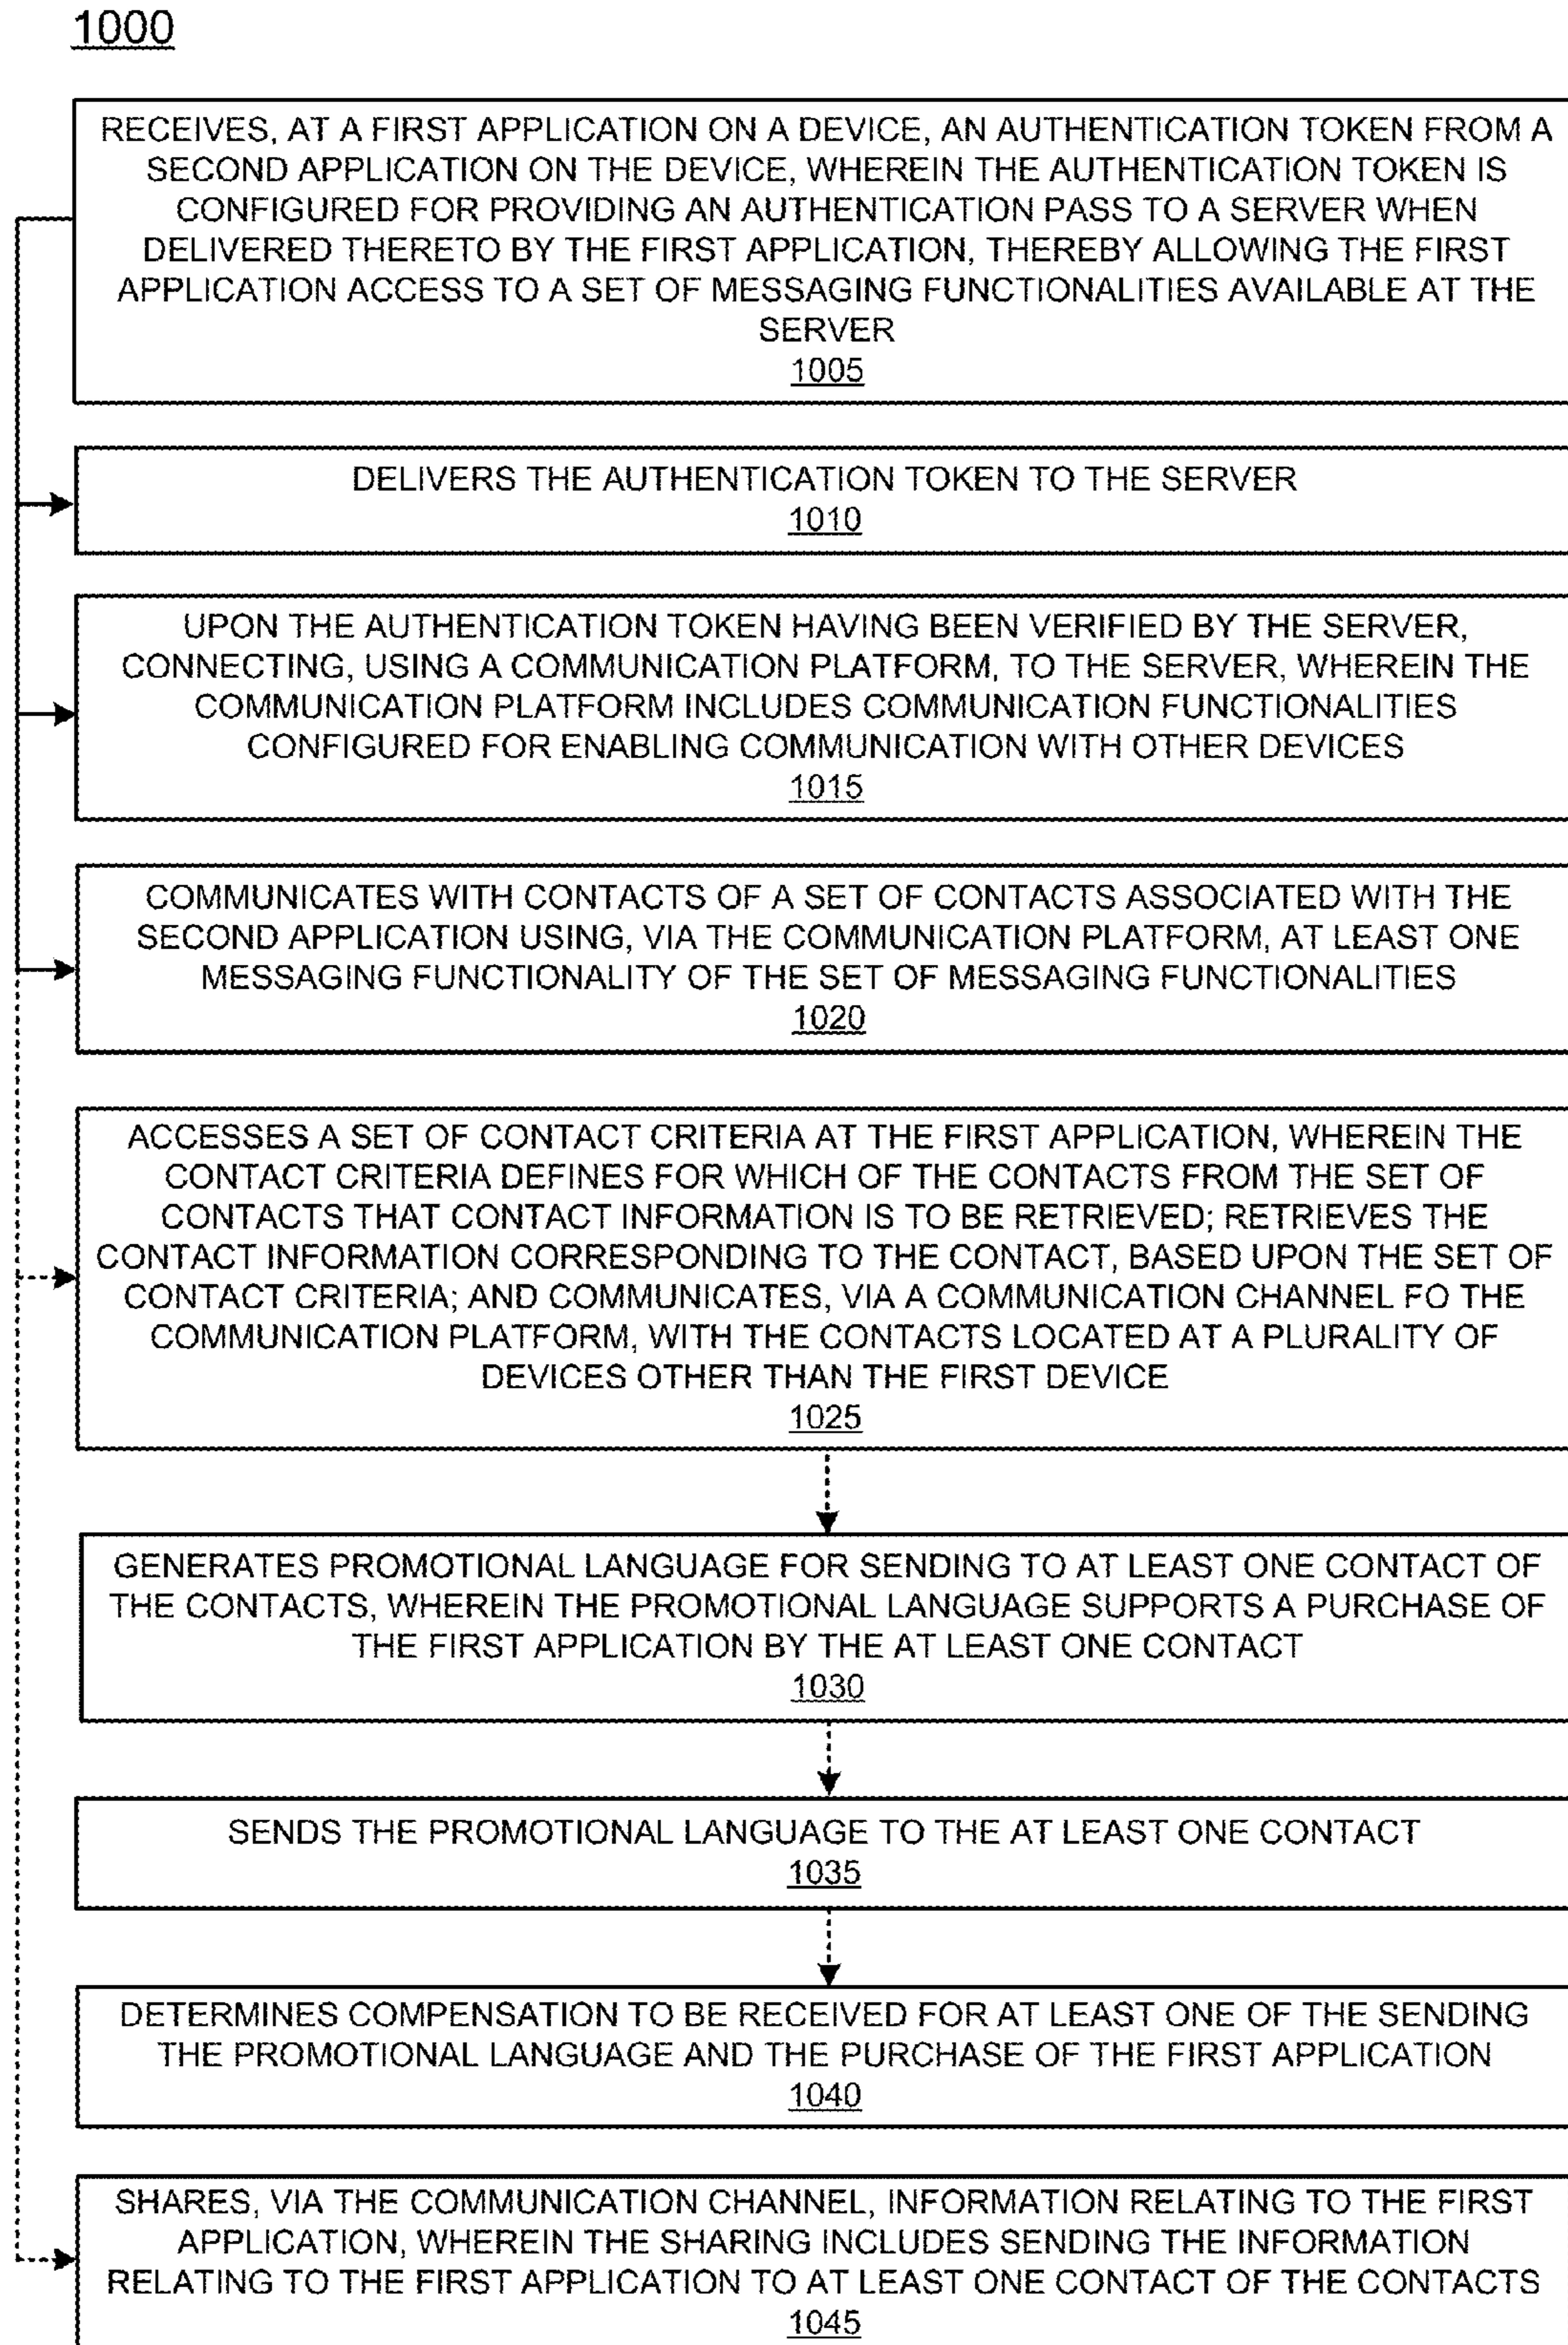 1000
RECEIVES, AT A FIRST APPLICATION ON A DEVICE, AN AUTHENTICATION TOKEN FROM A
SECOND APPLICATION ON THE DEVICE, WHEREIN THE AUTHENTICATION TOKEN IS
CONFIGURED FOR PROVIDING AN AUTHENTICATION PASS TO A SERVER WHEN
DELIVERED THERETO BY THE FIRST APPLICATION, THEREBY ALLOWING THE FIRST
APPLICATION ACCESS TO A SET OF MESSAGING FUNCTIONALITIES AVAILABLE AT THE
SERVER
1005
DELIVERS THE AUTHENTICATION TOKEN TO THE SERVER
1010
UPON THE AUTHENTICATION TOKEN HAVING BEEN VERIFIED BY THE SERVER,
CONNECTING, USING A COMMUNICATION PLATFORM, TO THE SERVER, WHEREIN THE
COMMUNICATION PLATFORM INCLUDES COMMUNICATION FUNCTIONALITIES
CONFIGURED FOR ENABLING COMMUNICATION WITH OTHER DEVICES
1015
COMMUNICATES WITH CONTACTS OF A SET OF CONTACTS ASSOCIATED WITH THE
SECOND APPLICATION USING, VIA THE COMMUNICATION PLATFORM, AT LEAST ONE
MESSAGING FUNCTIONALITY OF THE SET OF MESSAGING FUNCTIONALITIES
1020
ACCESSES A SET OF CONTACT CRITERIA AT THE FIRST APPLICATION, WHEREIN THE
CONTACT CRITERIA DEFINES FOR WHICH OF THE CONTACTS FROM THE SET OF
CONTACTS THAT CONTACT INFORMATION IS TO BE RETRIEVED; RETRIEVES THE
CONTACT INFORMATION CORRESPONDING TO THE CONTACT, BASED UPON THE SET OF
CONTACT CRITERIA; AND COMMUNICATES, VIA A COMMUNICATION CHANNEL FO THE
COMMUNICATION PLATFORM, WITH THE CONTACTS LOCATED AT A PLURALITY OF
DEVICES OTHER THAN THE FIRST DEVICE
1025
GENERATES PROMOTIONAL LANGUAGE FOR SENDING TO AT LEAST ONE CONTACT OF
THE CONTACTS, WHEREIN THE PROMOTIONAL LANGUAGE SUPPORTS A PURCHASE OF
THE FIRST APPLICATION BY THE AT LEAST ONE CONTACT
1030
SENDS THE PROMOTIONAL LANGUAGE TO THE AT LEAST ONE CONTACT
1035
DETERMINES COMPENSATION TO BE RECEIVED FOR AT LEAST ONE OF THE SENDING
THE PROMOTIONAL LANGUAGE AND THE PURCHASE OF THE FIRST APPLICATION
1040
SHARES, VIA THE COMMUNICATION CHANNEL, INFORMATION RELATING TO THE FIRST
APPLICATION, WHEREIN THE SHARING INCLUDES SENDING THE INFORMATION
RELATING TO THE FIRST APPLICATION TO AT LEAST ONE CONTACT OF THE CONTACTS
1045